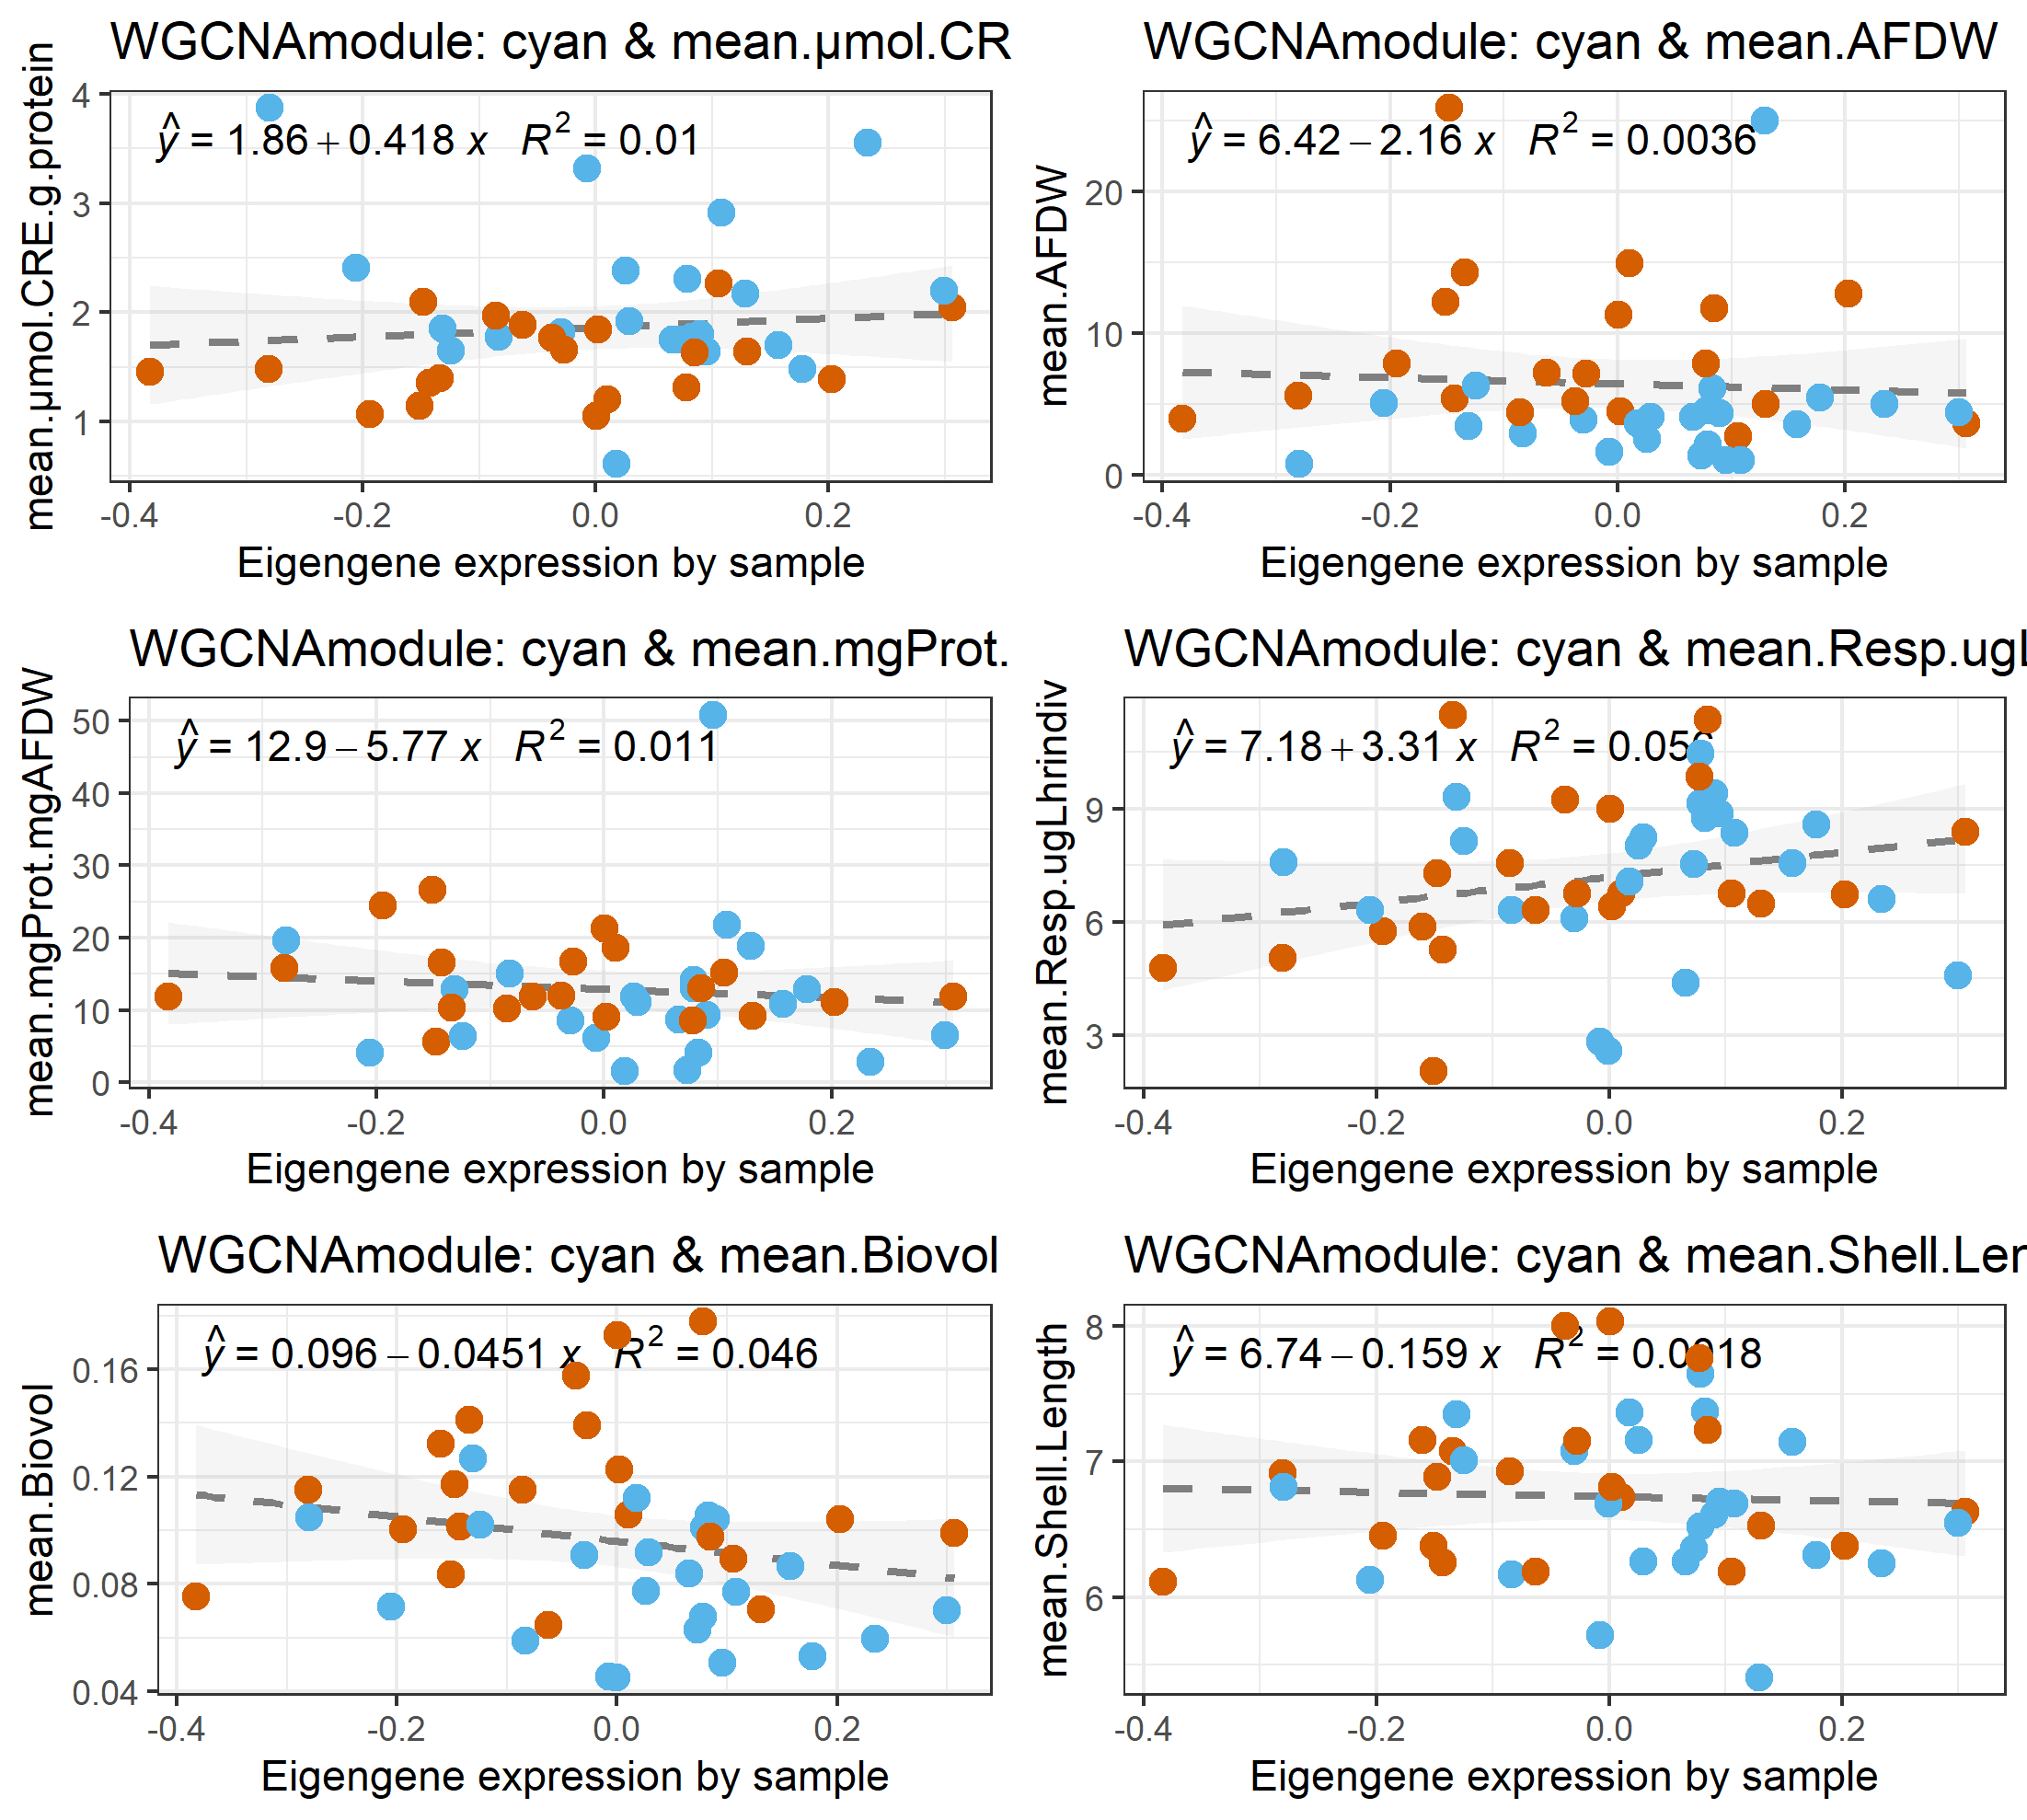 WGCNAmodule: cyan & mean.µmol.CR
mean.µmol.CRE.g.protein
ŷ = 1.86 + 0.418 x R² = 0.01
4
3
2
1
-0.4 -0.2 0.0 0.2
Eigengene expression by sample
WGCNAmodule: cyan & mean.AFDW
mean.AFDW
ŷ = 6.42 − 2.16 x R² = 0.0036
20
10
0
-0.4 -0.2 0.0 0.2
Eigengene expression by sample
WGCNAmodule: cyan & mean.mgProt.
mean.mgProt.mgAFDW
ŷ = 12.9 − 5.77 x R² = 0.011
50
40
30
20
10
0
-0.4 -0.2 0.0 0.2
Eigengene expression by sample
WGCNAmodule: cyan & mean.Resp.ugL
mean.Resp.ugLhrindiv
ŷ = 7.18 + 3.31 x R² =
9
6
3
-0.4 -0.2 0.0 0.2
Eigengene expression by sample
WGCNAmodule: cyan & mean.Biovol
mean.Biovol
ŷ = 0.096 − 0.0451 x R² = 0.046
0.16
0.12
0.08
0.04
-0.4 -0.2 0.0 0.2
Eigengene expression by sample
WGCNAmodule: cyan & mean.Shell.Len
mean.Shell.Length
ŷ = 6.74 − 0.159 x R² = 0.0018
8
7
6
-0.4 -0.2 0.0 0.2
Eigengene expression by sample